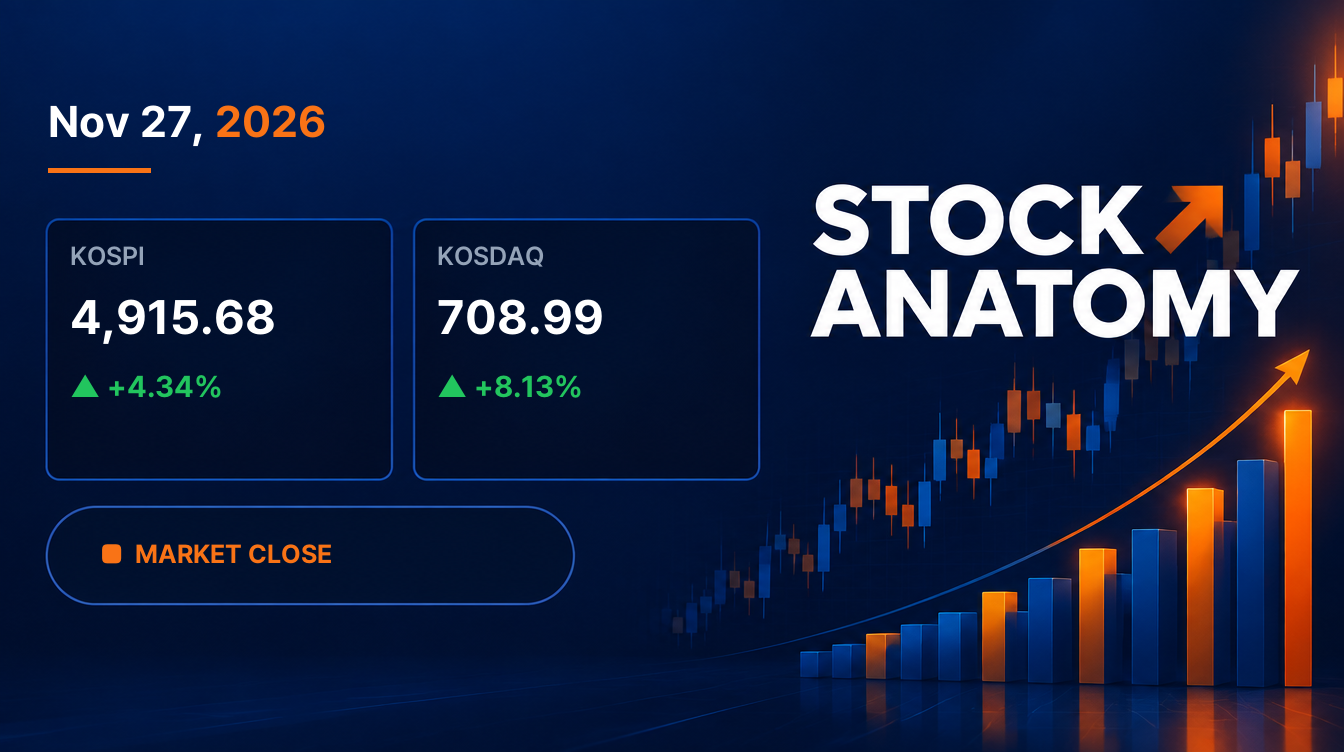 Nov 27, 2026
KOSPI
4,915.68
▲ +4.34%
KOSDAQ
708.99
▲ +8.13%
MARKET CLOSE
STOCK
ANATOMY